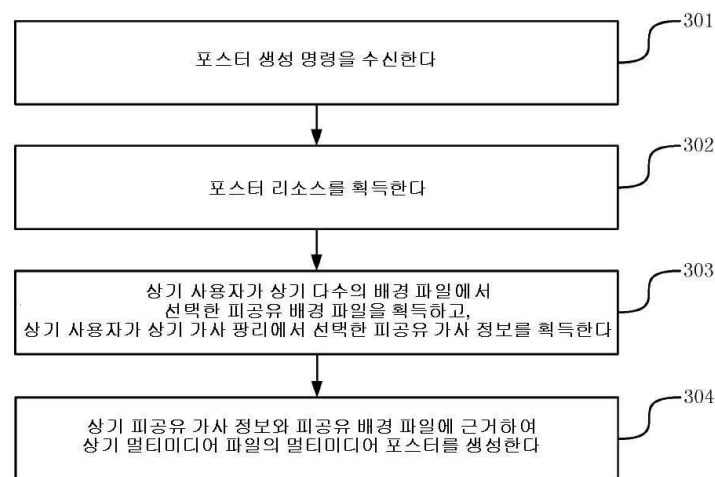 포스터 생성 명령을 수신한다
301
포스터 리소스를 획득한다
302
상기 사용자가 상기 다수의 배경 파일에서
선택한 피공유 배경 파일을 획득하고,
상기 사용자가 상기 가사 팡리에서 선택한 피공유 가사 정보를 획득한다
303
상기 피공유 가사 정보와 피공유 배경 파일에 근거하여
상기 멀티미디어 파일의 멀티미디어 포스터를 생성한다
304